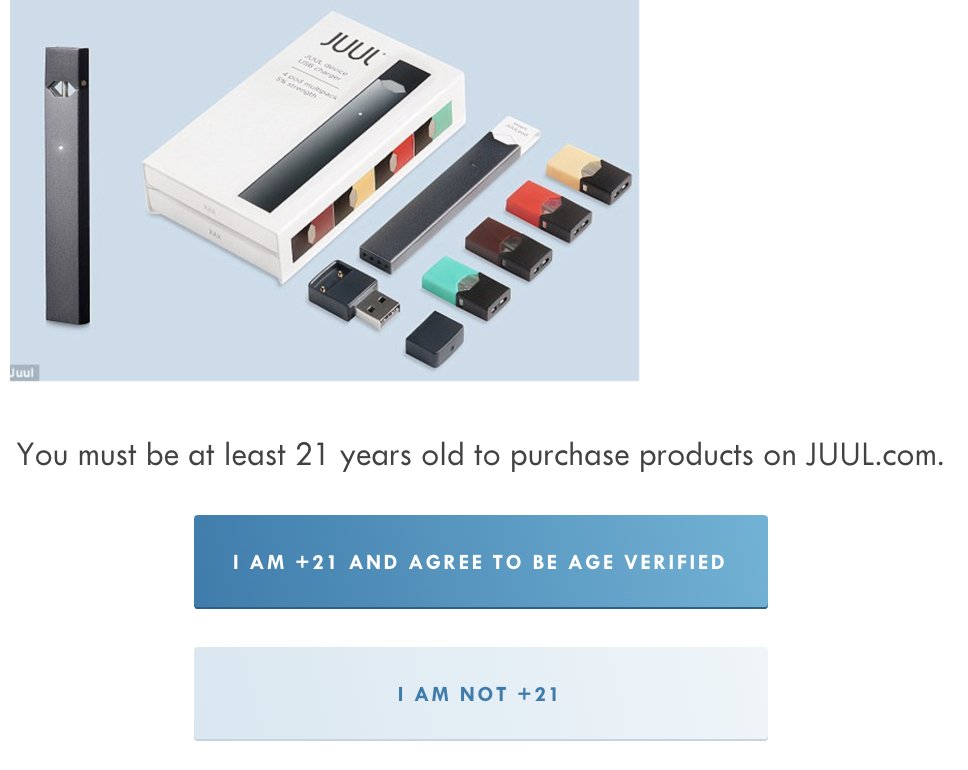 JUUL
JUUL device
USB charger
4 pod multipack
5% strength
Juul
You must be at least 21 years old to purchase products on JUUL.com.
I AM +21 AND AGREE TO BE AGE VERIFIED
I AM NOT +21